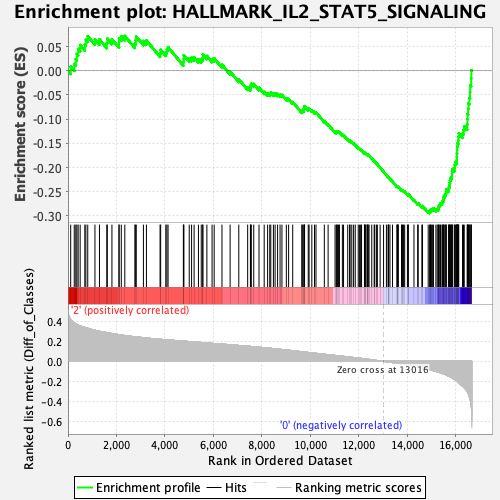 Enrichment plot: HALLMARK_IL2_STAT5_SIGNALING
Enrichment score (ES)
0.05
0.00
-0.05
-0.10
-0.15
-0.20
-0.25
-0.30
'2' (positively correlated)
Ranked list metric (Diff_of_Classes)
0.4
0.2
0.0
-0.2
-0.4
-0.6
Zero cross at 13016
'0' (negatively correlated)
0
2,000
4,000
6,000
8,000
10,000
12,000
14,000
16,000
Rank in Ordered Dataset
Enrichment profile
Hits
Ranking metric scores